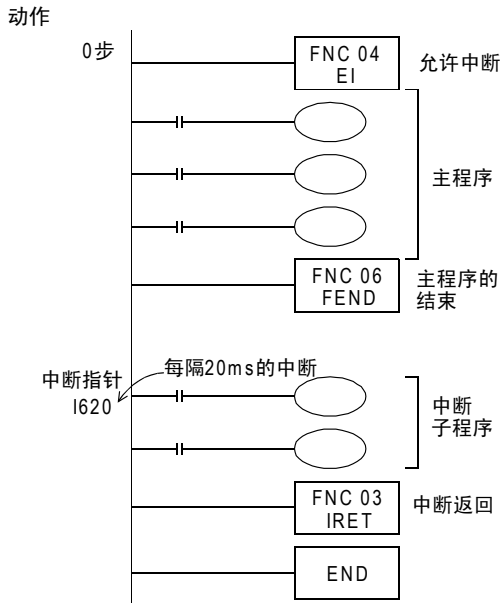 动作
0步
FNC 04
EI
允许中断
主程序
FNC 06
FEND
主程序的
结束
中断指针
I620
每隔20ms的中断
中断
子程序
FNC 03
IRET
中断返回
END